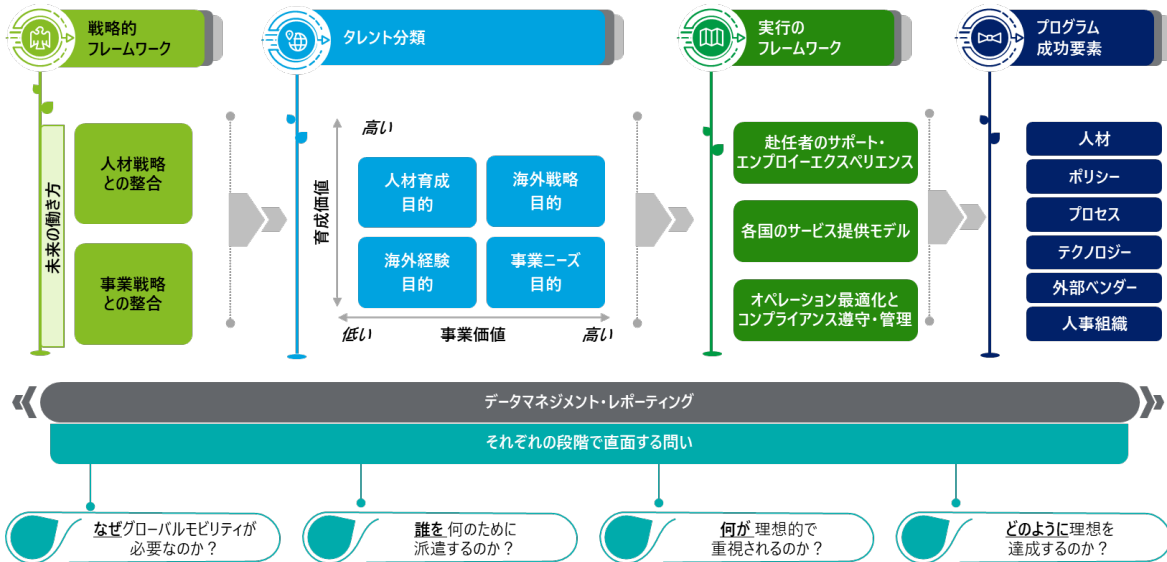 戦略的
フレームワーク
タレント分類
実行の
フレームワーク
プログラム
成功要素
未来の働き方
人材戦略
との整合
事業戦略
との整合
高い
育成価値
人材育成
目的
海外戦略
目的
海外経験
目的
事業ニーズ
目的
低い
事業価値
高い
赴任者のサポート・
エンプロイーエクスペリエンス
各国のサービス提供モデル
オペレーション最適化と
コンプライアンス遵守・管理
人材
ポリシー
プロセス
テクノロジー
外部ベンダー
人事組織
データマネジメント・レポーティング
それぞれの段階で直面する問い
なぜグローバルモビリティが
必要なのか？
誰を 何のために
派遣するのか？
何が 理想的で
重視されるのか？
どのように理想を
達成するのか？